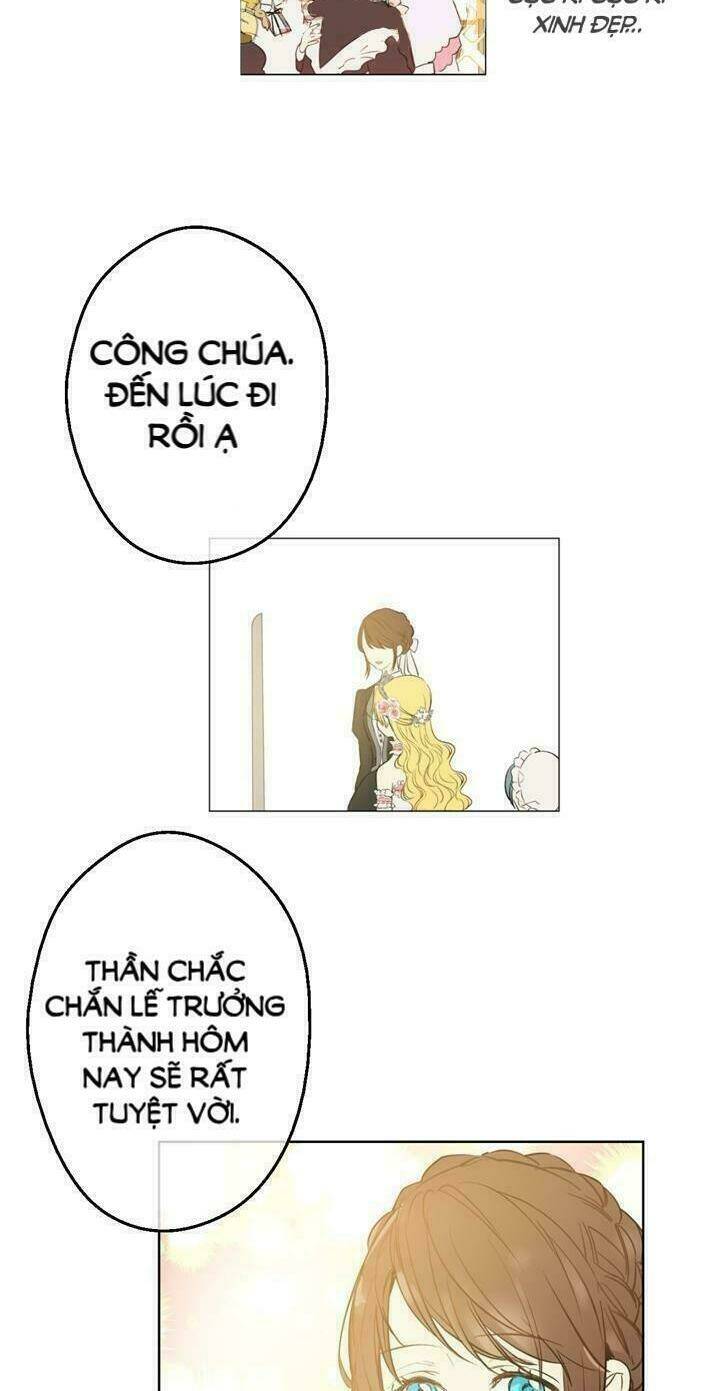 XINH ĐẸP...
CÔNG CHÚA.
ĐẾN LÚC ĐI
RỒI Ạ
THẦN CHẮC
CHẮN LỄ TRƯỞNG
THÀNH HÔM
NAY SẼ RẤT
TUYỆT VỜI.